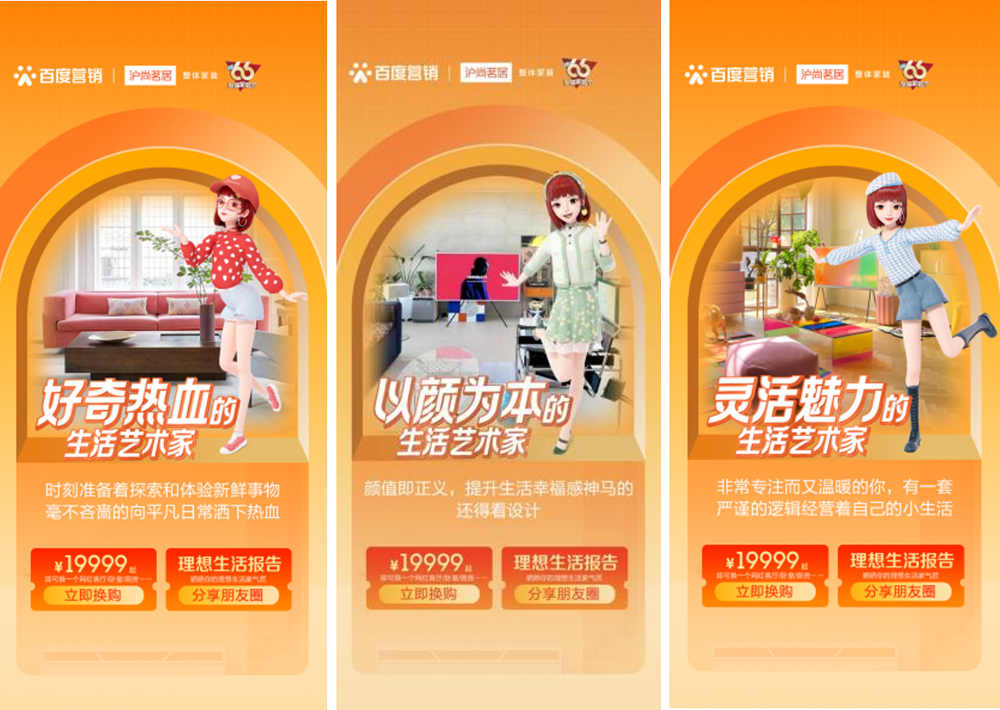 百度营销
沪尚茗居
整体家装
66
好奇热血的
生活艺术家
时刻准备着探索和体验新鲜事物
毫不吝啬的向平凡日常洒下热血
¥19999起
即可换一个网红客厅/卧室/厨房……
立即换购
理想生活报告
晒晒你的理想生活家气质
分享朋友圈
百度营销
沪尚茗居
整体家装
66
以颜为本的
生活艺术家
颜值即正义，提升生活幸福感神马的
还得看设计
¥19999起
即可换一个网红客厅/卧室/厨房……
立即换购
理想生活报告
晒晒你的理想生活家气质
分享朋友圈
百度营销
沪尚茗居
整体家装
66
灵活魅力的
生活艺术家
非常专注而又温暖的你，有一套
严谨的逻辑经营着自己的小生活
¥19999起
即可换一个网红客厅/卧室/厨房……
立即换购
理想生活报告
晒晒你的理想生活家气质
分享朋友圈